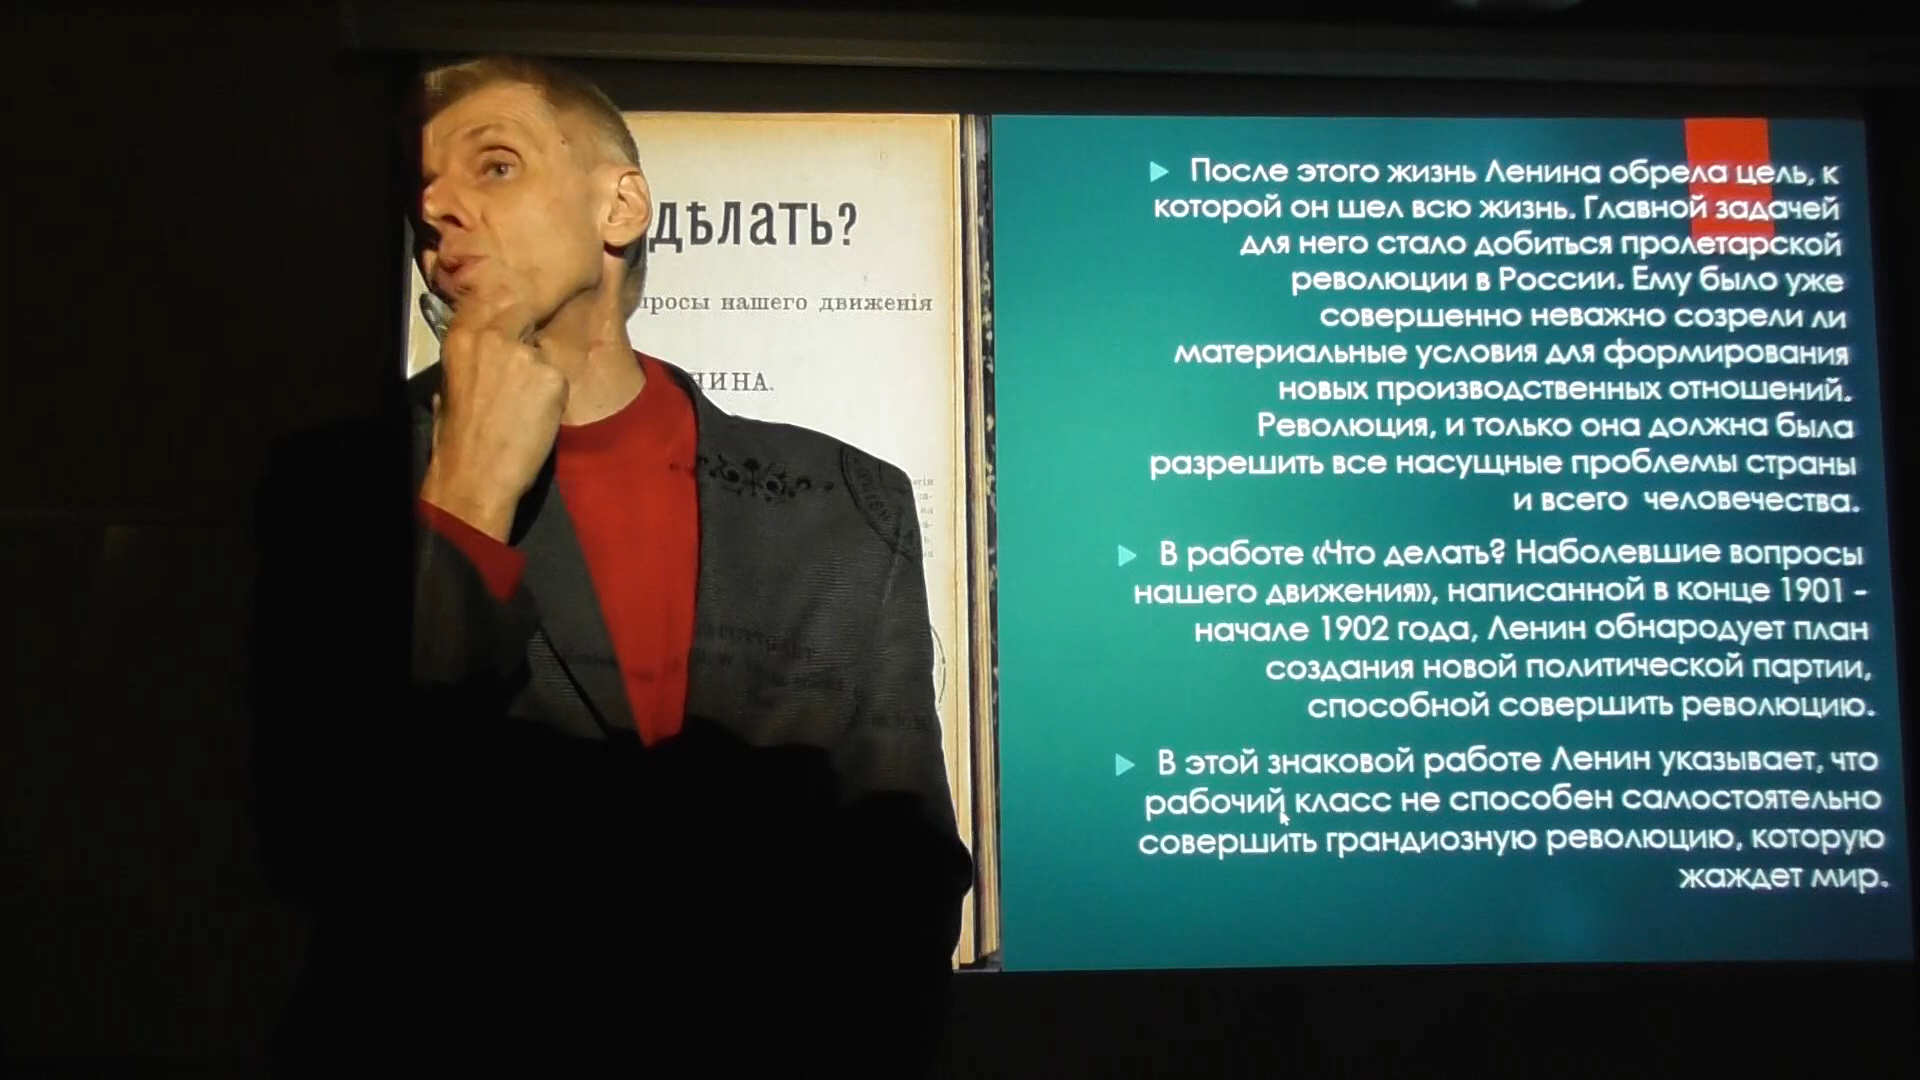 дѣлать?
просы нашего движенія
НИНА.
После этого жизнь Ленина обрела цель, к
которой он шел всю жизнь. Главной задачей
для него стало добиться пролетарской
революции в России. Ему было уже
совершенно неважно созрели ли
материальные условия для формирования
новых производственных отношений.
Революция, и только она должна была
разрешить все насущные проблемы страны
и всего человечества.
В работе «Что делать? Наболевшие вопросы
нашего движения», написанной в конце 1901 -
начале 1902 года, Ленин обнародует план
создания новой политической партии,
способной совершить революцию.
В этой знаковой работе Ленин указывает, что
рабочий класс не способен самостоятельно
совершить грандиозную революцию, которую
жаждет мир.